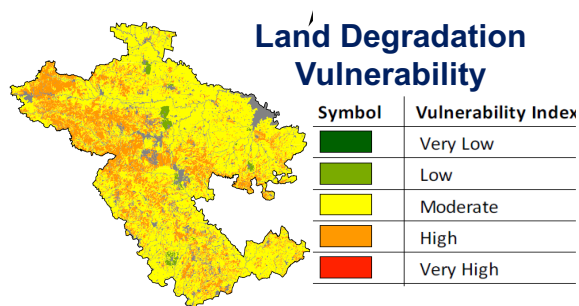 Land Degradation
Vulnerability
Symbol Vulnerability Index
Very Low
Low
Moderate
High
Very High